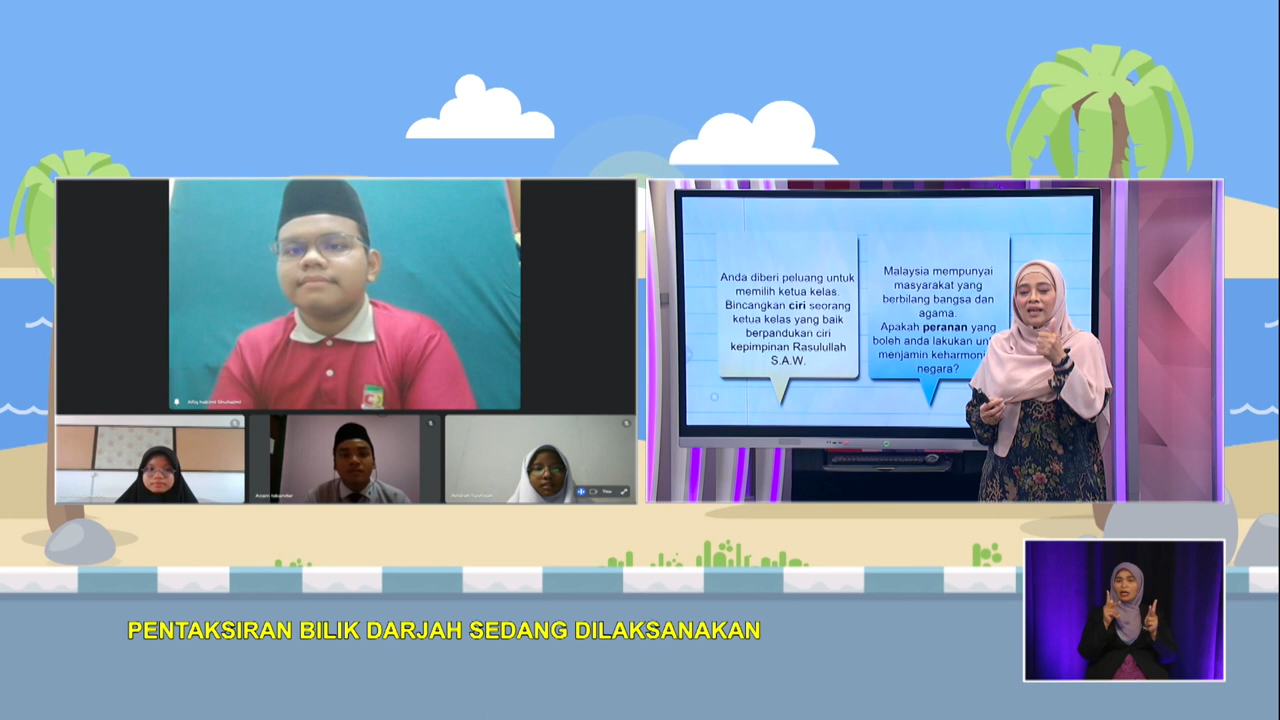 Anda diberi peluang untuk
memilih ketua kelas.
Bincangkan ciri seorang
ketua kelas yang baik
berpandukan ciri
kepimpinan Rasulullah
S.A.W.
Malaysia mempunyai
masyarakat yang
berbilang bangsa dan
agama.
Apakah peranan yang
boleh anda lakukan
menjamin
negara?
View
PENTAKSIRAN BILIK DARJAH SEDANG DILAKSANAKAN